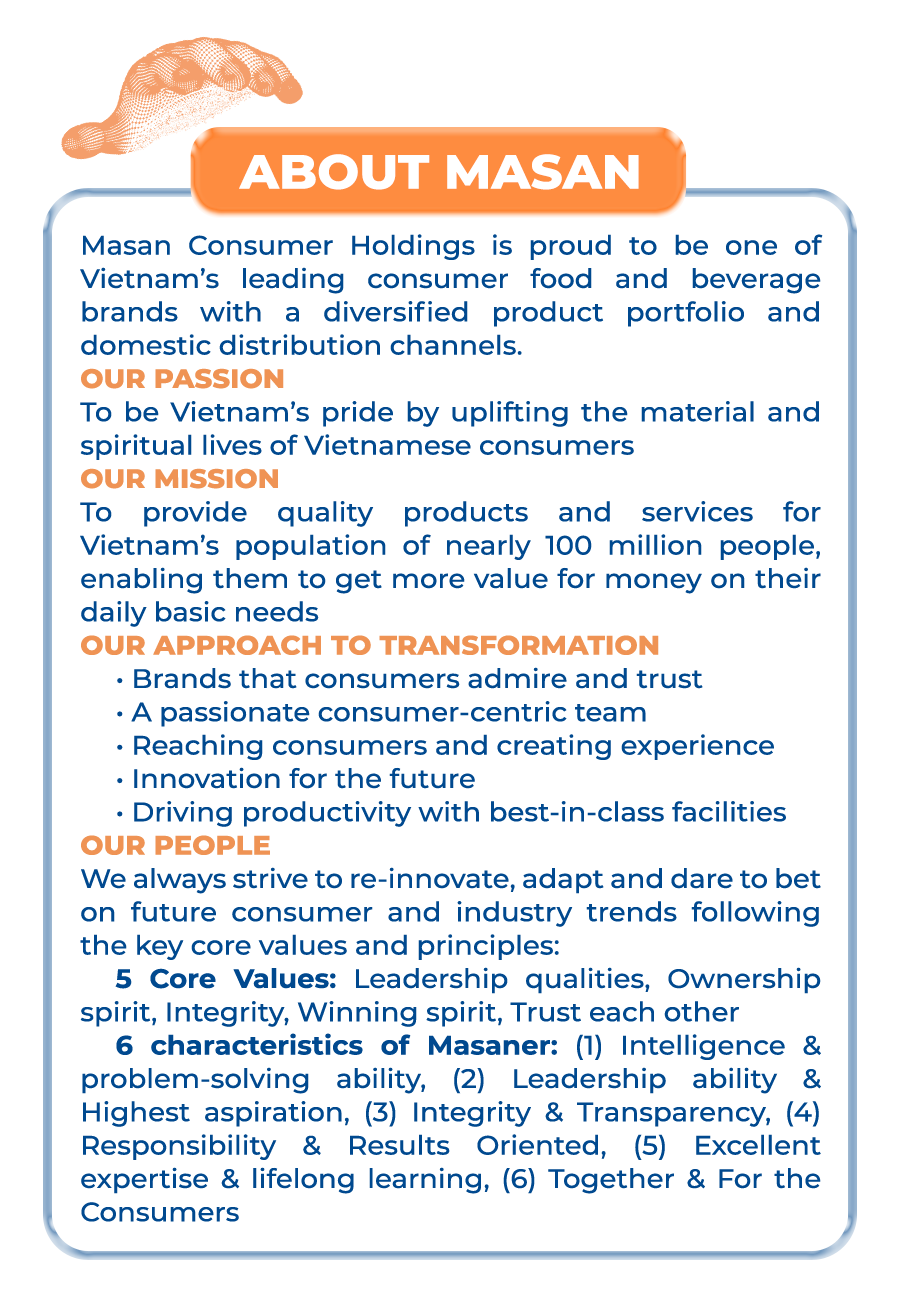 ABOUT MASAN
Masan Consumer Holdings is proud to be one of
Vietnam's leading consumer food and beverage
brands with a diversified product portfolio and
domestic distribution channels.
OUR PASSION
To be Vietnam's pride by uplifting the material and
spiritual lives of Vietnamese consumers
OUR MISSION
To provide quality products and services for
Vietnam's population of nearly 100 million people,
enabling them to get more value for money on their
daily basic needs
OUR APPROACH TO TRANSFORMATION
• Brands that consumers admire and trust
• A passionate consumer-centric team
• Reaching consumers and creating experience
• Innovation for the future
• Driving productivity with best-in-class facilities
OUR PEOPLE
We always strive to re-innovate, adapt and dare to bet
on future consumer and industry trends following
the key core values and principles:
5 Core Values: Leadership qualities, Ownership
spirit, Integrity, Winning spirit, Trust each other
6 characteristics of Masaner: (1) Intelligence &
problem-solving ability, (2) Leadership ability &
Highest aspiration, (3) Integrity & Transparency, (4)
Responsibility & Results Oriented, (5) Excellent
expertise & lifelong learning, (6) Together & For the
Consumers